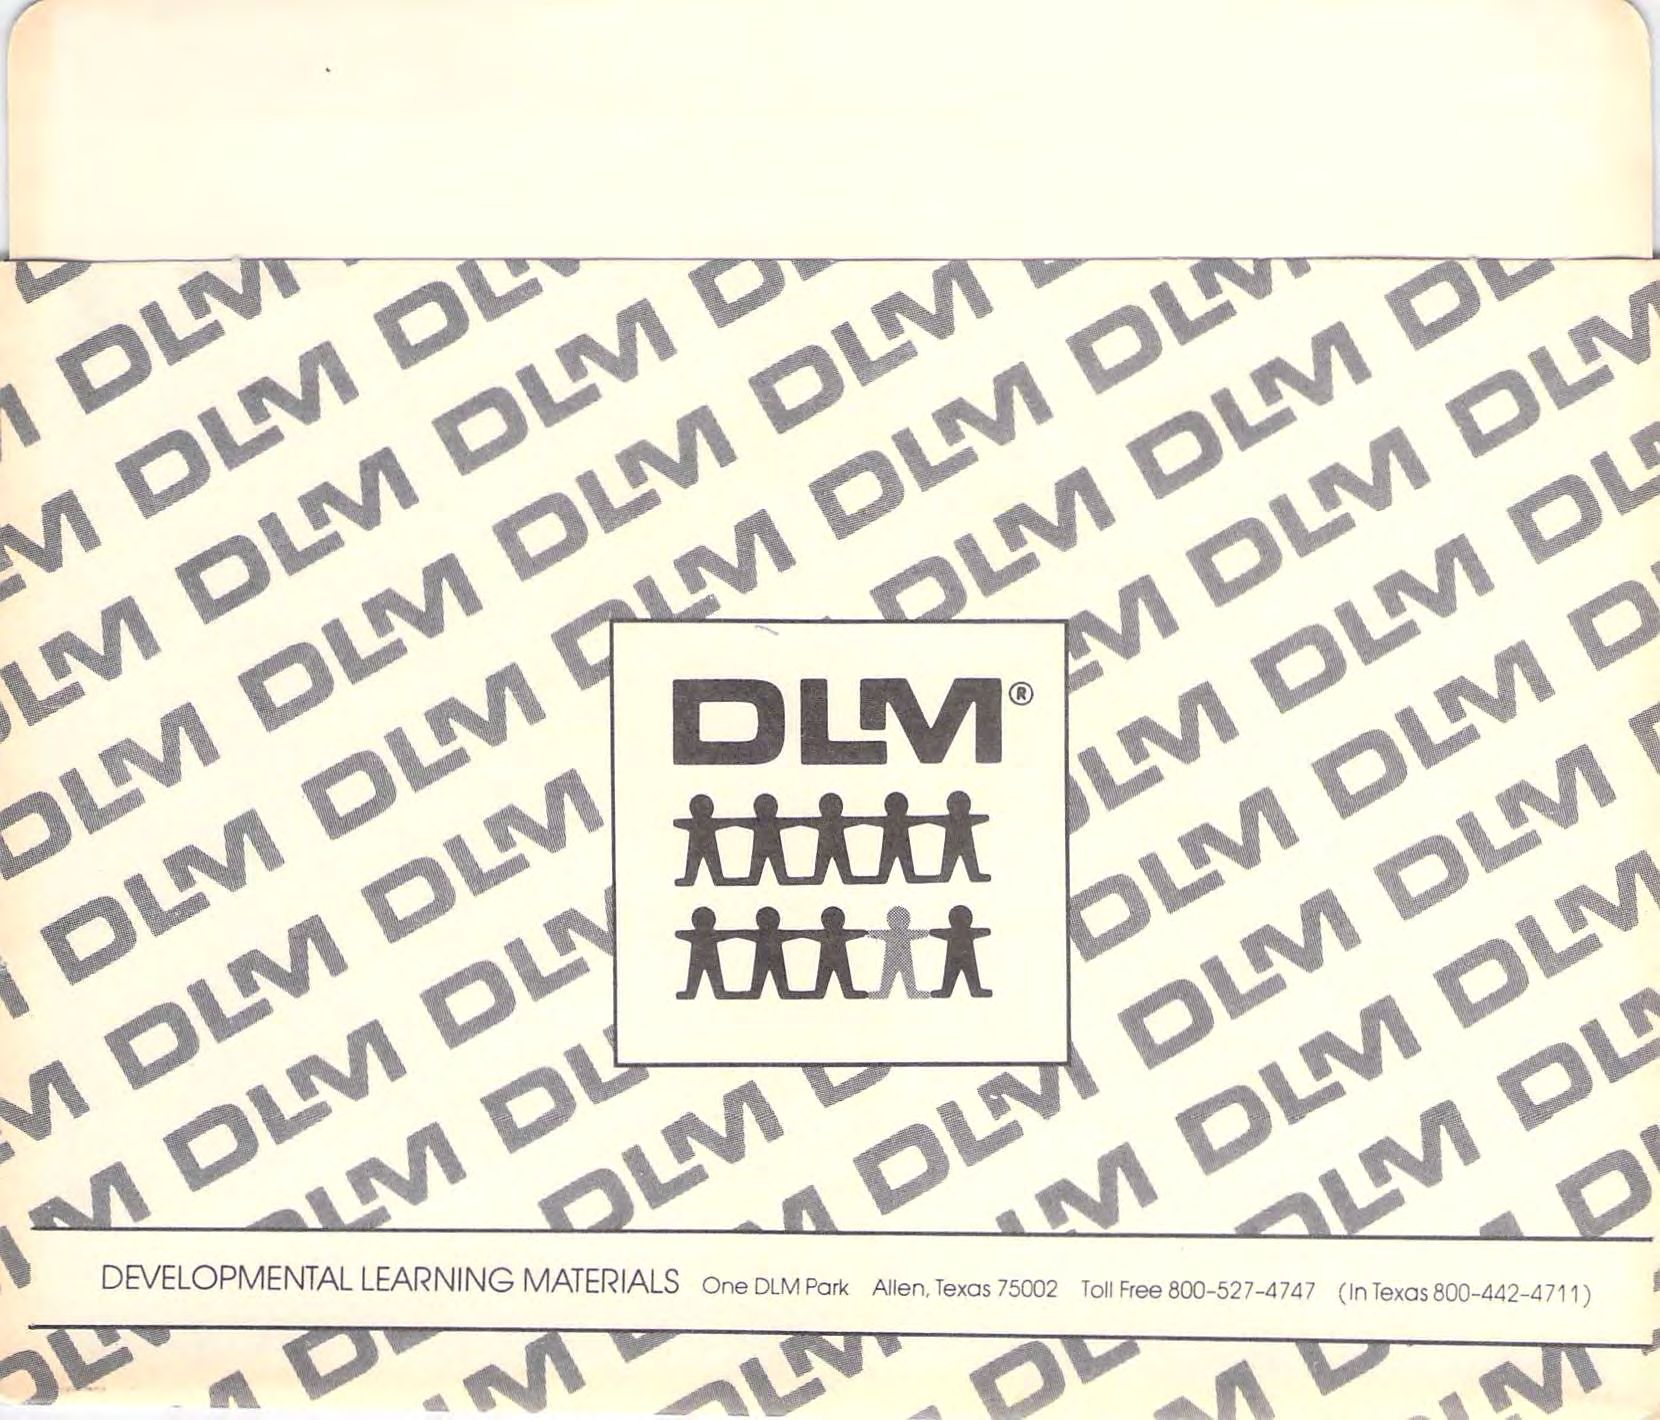 DLM®
DEVELOPMENTAL LEARNING MATERIALS One DLM Park Allen, Texas 75002 Toll Free 800-527-4747 (In Texas 800-442-4711)